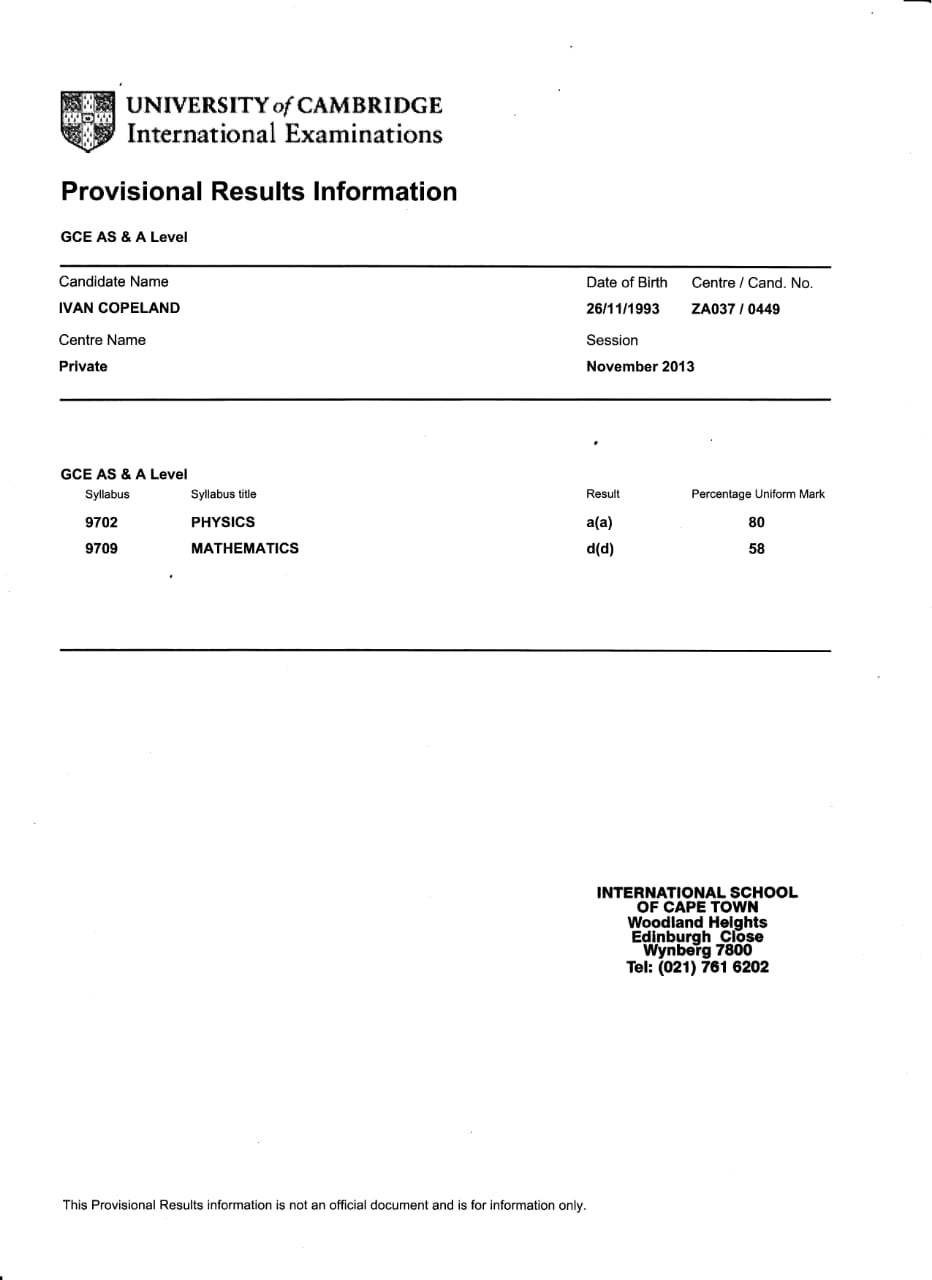 UNIVERSITY of CAMBRIDGE
International Examinations
Provisional Results Information
GCE AS & A Level
Candidate Name Date of Birth Centre / Cand. No.
IVAN COPELAND 26/11/1993 ZA037 / 0449
Centre Name Session
Private November 2013
GCE AS & A Level
Syllabus Syllabus title Result Percentage Uniform Mark
9702 PHYSICS a(a) 80
9709 MATHEMATICS d(d) 58
INTERNATIONAL SCHOOL
OF CAPE TOWN
Woodland Heights
Edinburgh Close
Wynberg 7800
Tel: (021) 761 6202
This Provisional Results information is not an official document and is for information only.